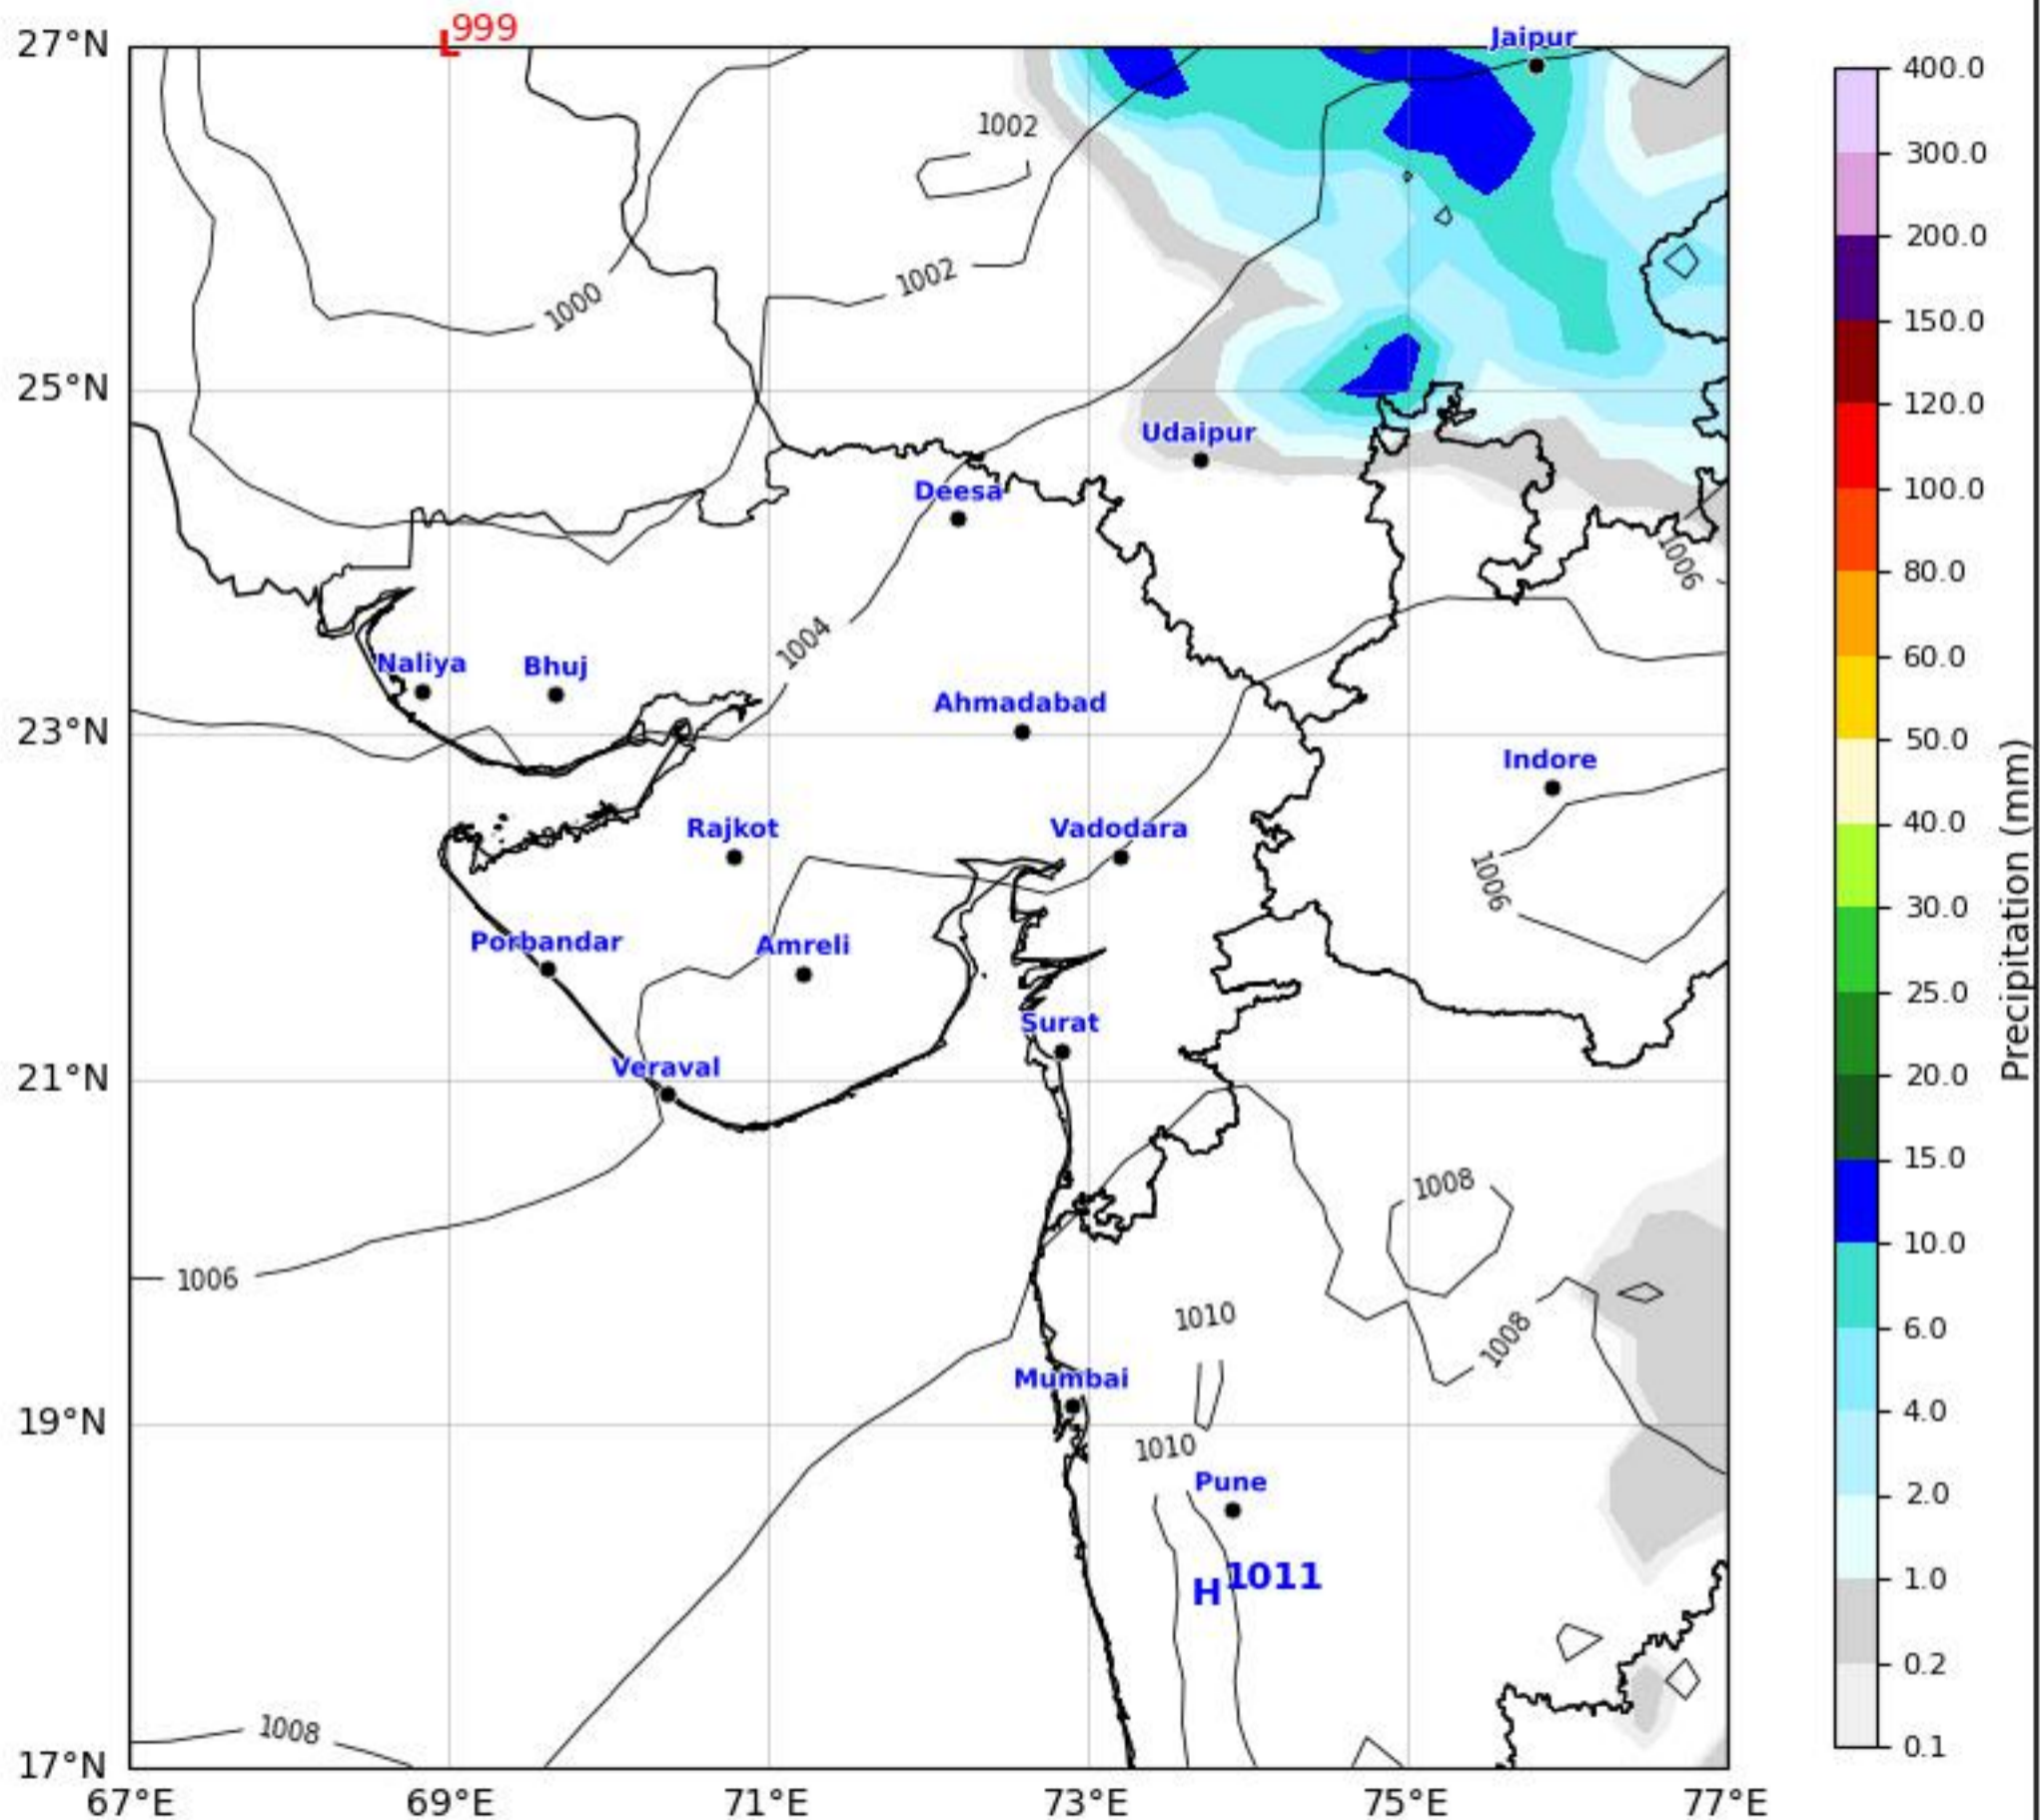 L 999
27°N
25°N
23°N
21°N
19°N
17°N
67°E
69°E
71°E
73°E
75°E
77°E
Jaipur
1002
1002
1000
Udaipur
Deesa
1006
1004
Naliya
Bhuj
Ahmadabad
Indore
Rajkot
Vadodara
1006
Porbandar
Amreli
Surat
Veraval
1008
1006
1010
1008
Mumbai
1010
Pune
H 1011
1008
400.0
300.0
200.0
150.0
120.0
100.0
80.0
60.0
50.0
40.0
30.0
25.0
20.0
15.0
10.0
6.0
4.0
2.0
1.0
0.2
0.1
Precipitation (mm)